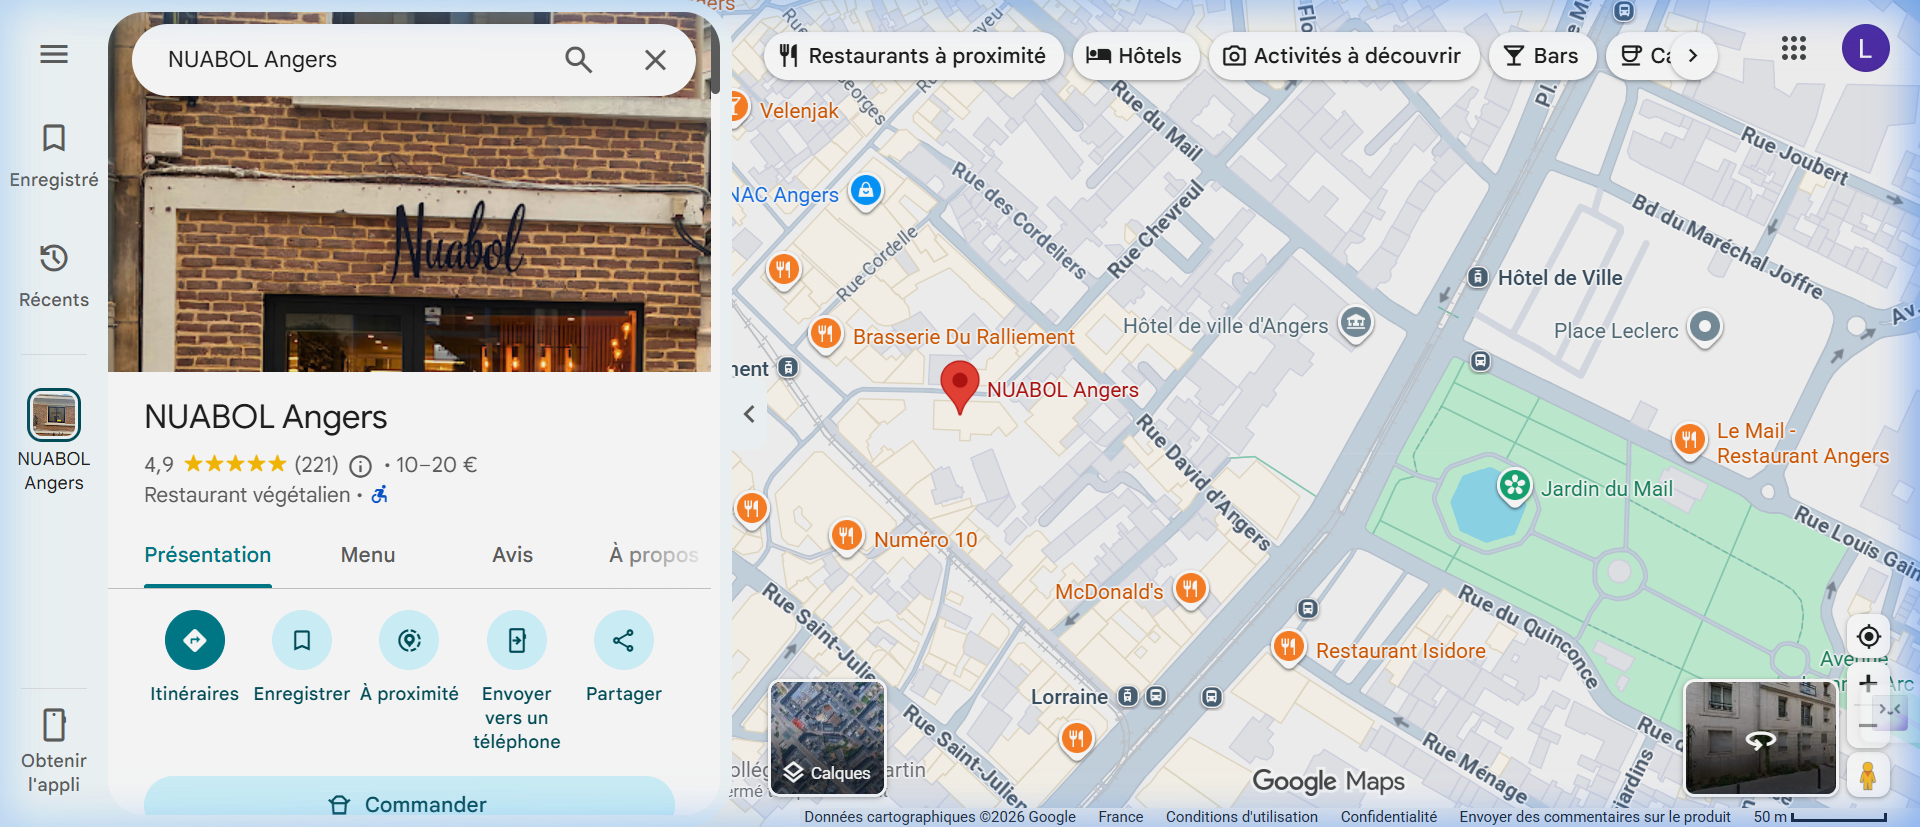 NUABOL Angers
Enregistré
Récents
NUABOL
Angers
Obtenir
l'appli
Nuabol
NUABOL Angers
4,9 (221) · 10–20 €
Restaurant végétalien ·
Présentation
Menu
Avis
À propos
Itinéraires
Enregistrer
À proximité
Envoyer
vers un
téléphone
Partager
Commander
Restaurants à proximité
Hôtels
Activités à découvrir
Bars
L
Velenjak
NAC Angers
Rue du Mail
Rue des Cordeliers
Rue Chevreul
Rue Cordelle
Rue Joubert
Bd du Maréchal Joffre
Hôtel de Ville
Hôtel de ville d'Angers
Place Leclerc
Brasserie Du Ralliement
NUABOL Angers
Rue David d'Angers
Le Mail -
Restaurant Angers
Jardin du Mail
Numéro 10
McDonald's
Rue Louis Gain
Rue du Quinconce
Restaurant Isidore
Rue Saint-Julien
Lorraine
Rue Saint-Julien
Rue Ménage
Calques
Google Maps
Données cartographiques ©2026 Google
France
Conditions d'utilisation
Confidentialité
Envoyer des commentaires sur le produit
50 m